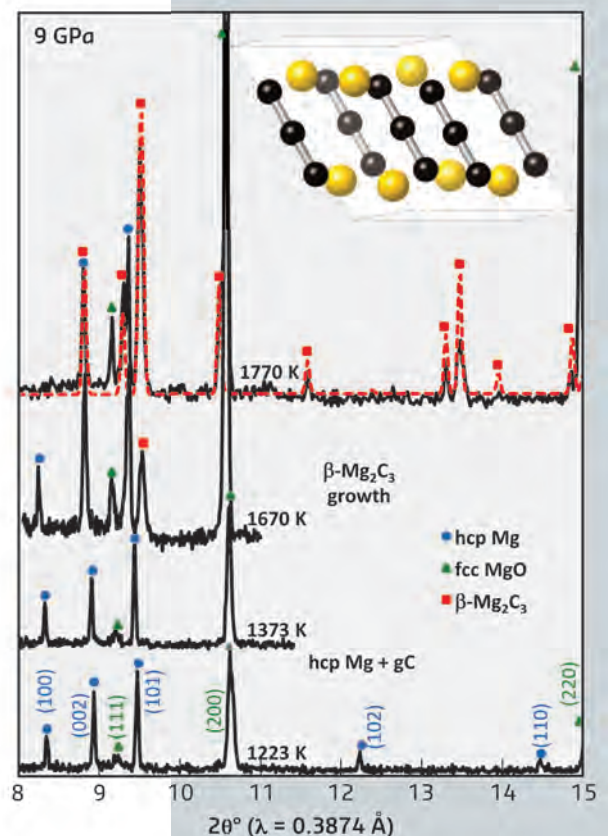 9 GPa
1770 K
β-Mg₂C₃
growth
1670 K
hcp Mg
fcc MgO
β-Mg₂C₃
1373 K
hcp Mg + gC
(100)
(002)
(111)
(101)
(200)
(102)
(110)
(220)
1223 K
8 9 10 11 12 13 14 15
2θ° (λ = 0.3874 Å)